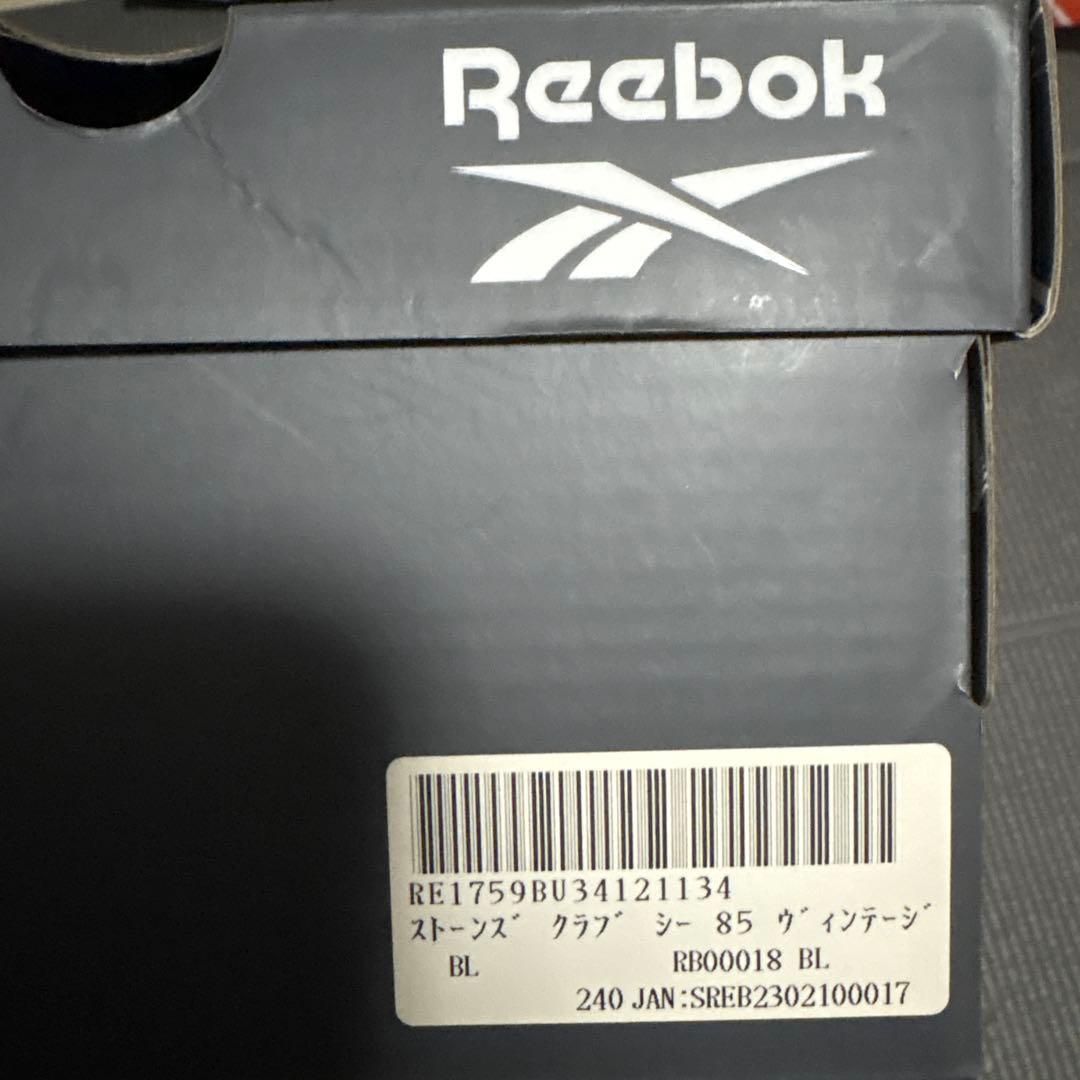 Reebok
RE1759BU34121134
ｽﾄｰﾝｽﾞ ｸﾗﾌﾞ ｼｰ 85 ｳﾞｨﾝﾃｰｼﾞ
BL RB00018 BL
240 JAN:SREB2302100017